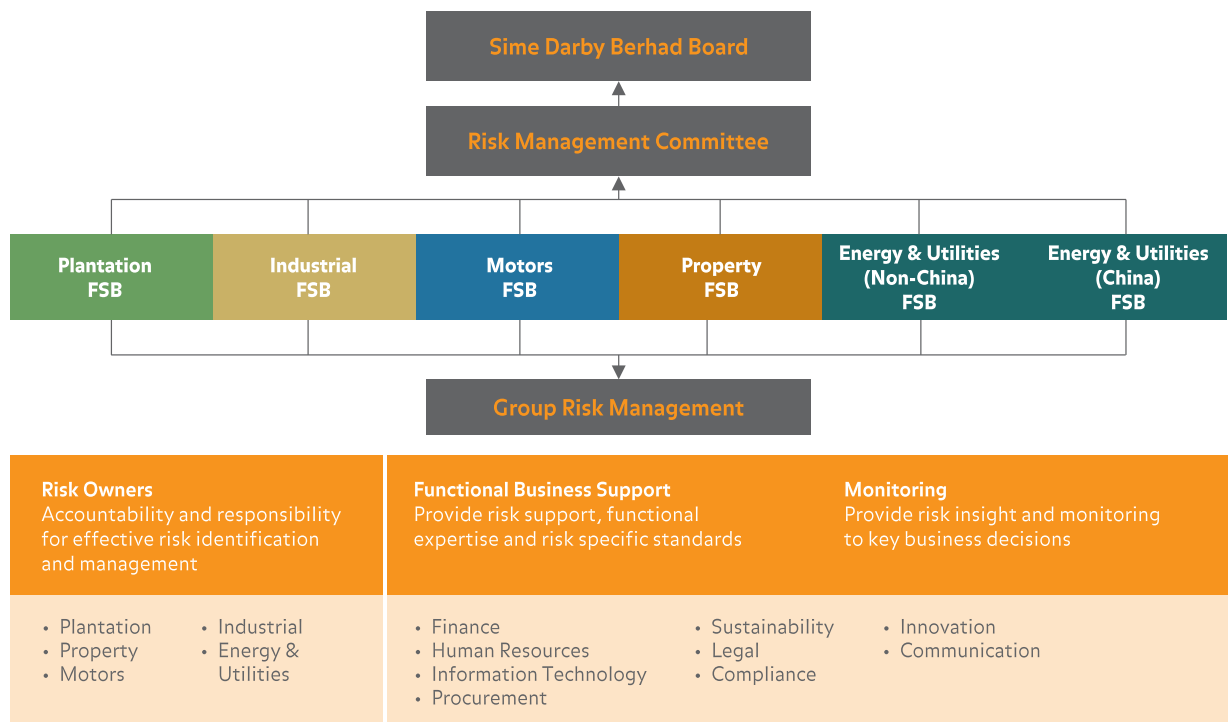 Sime Darby Berhad Board
Risk Management Committee
Plantation
FSB
Industrial
FSB
Motors
FSB
Property
FSB
Energy & Utilities
(Non-China)
FSB
Energy & Utilities
(China)
FSB
Group Risk Management
Risk Owners
Accountability and responsibility
for effective risk identification
and management
Functional Business Support
Provide risk support, functional
expertise and risk specific standards
Monitoring
Provide risk insight and monitoring
to key business decisions
• Plantation
• Property
• Motors
• Industrial
• Energy &
Utilities
• Finance
• Human Resources
• Information Technology
• Procurement
• Sustainability
• Legal
• Compliance
• Innovation
• Communication